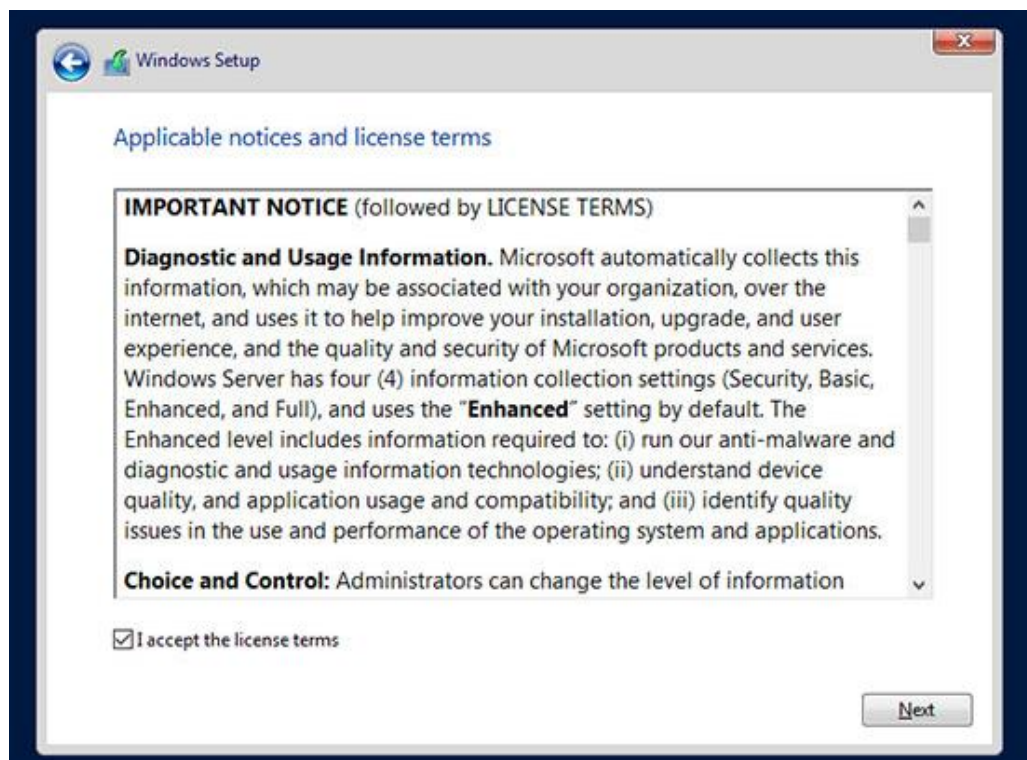 Windows Setup
Applicable notices and license terms
IMPORTANT NOTICE (followed by LICENSE TERMS)
Diagnostic and Usage Information. Microsoft automatically collects this
information, which may be associated with your organization, over the
internet, and uses it to help improve your installation, upgrade, and user
experience, and the quality and security of Microsoft products and services.
Windows Server has four (4) information collection settings (Security, Basic,
Enhanced, and Full), and uses the "Enhanced" setting by default. The
Enhanced level includes information required to: (i) run our anti-malware and
diagnostic and usage information technologies; (ii) understand device
quality, and application usage and compatibility; and (iii) identify quality
issues in the use and performance of the operating system and applications.
Choice and Control: Administrators can change the level of information
I accept the license terms
Next